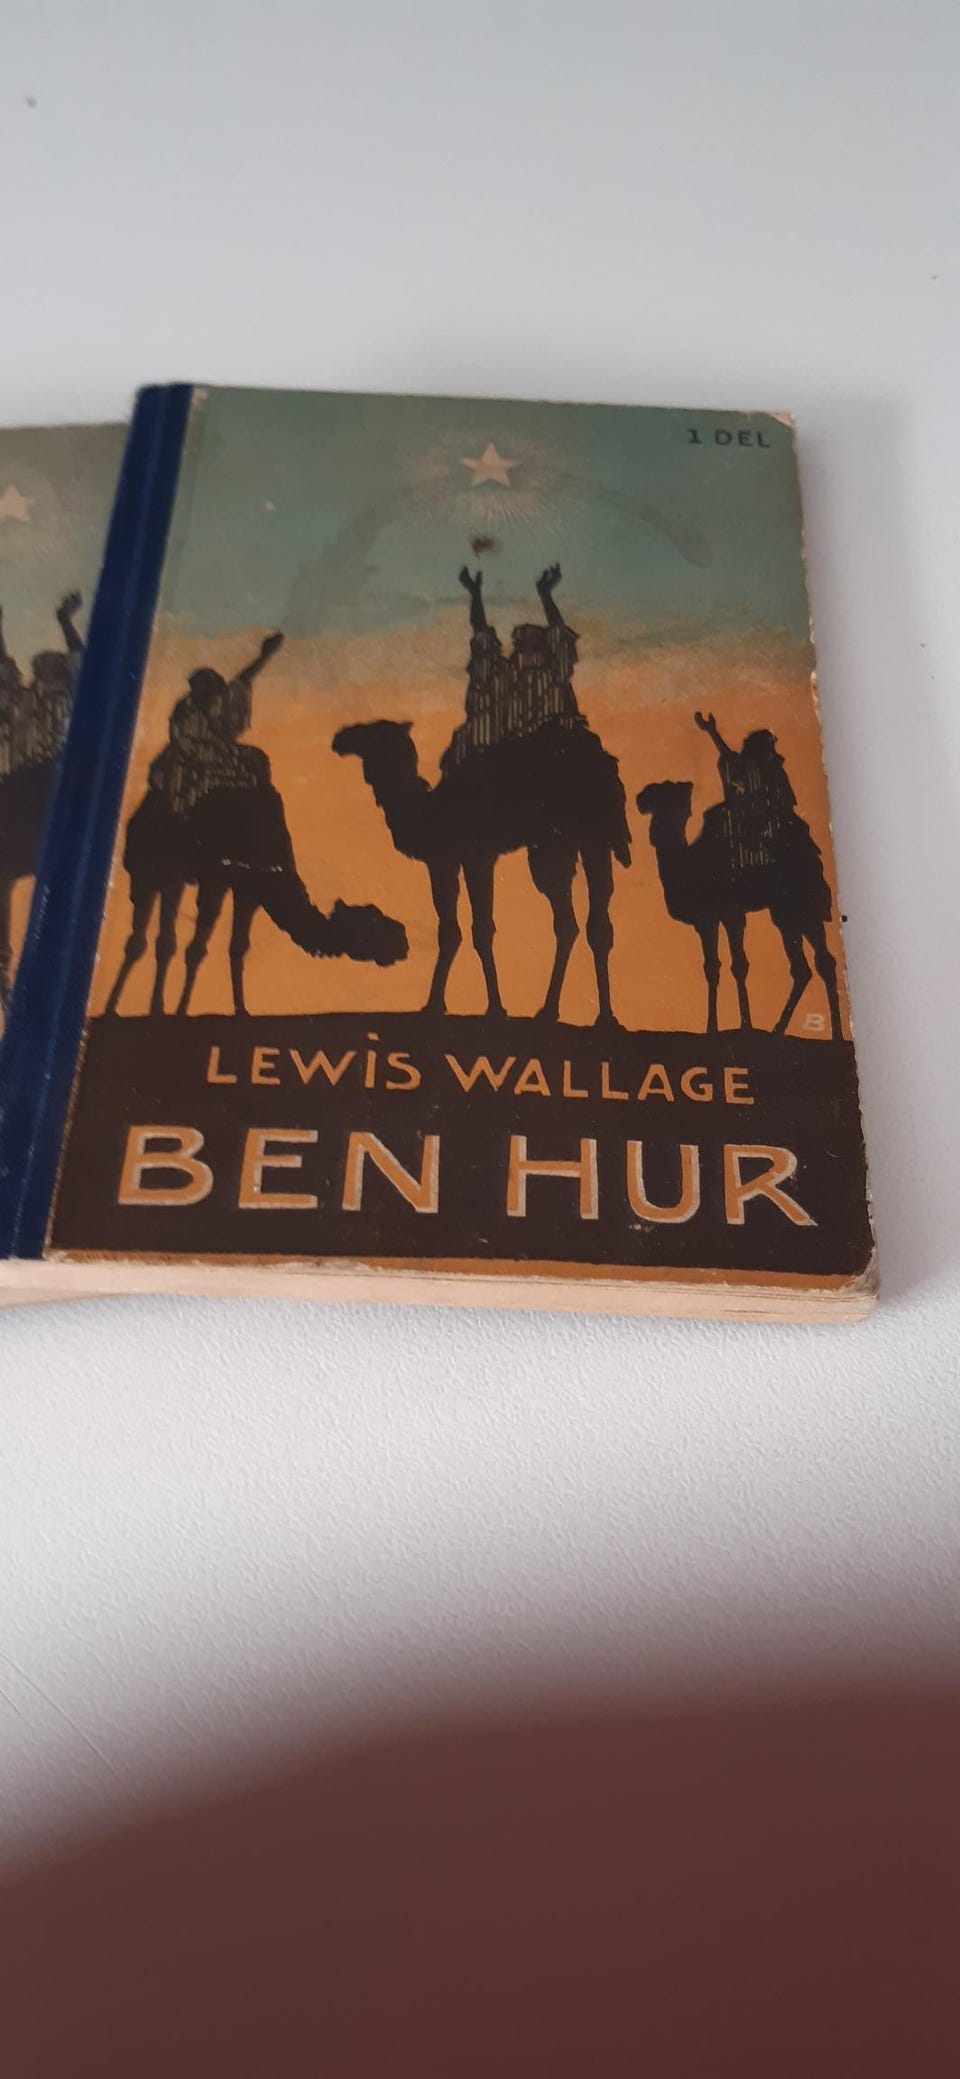 1 DEL
B
LEWiS WALLAGE
BEN HUR